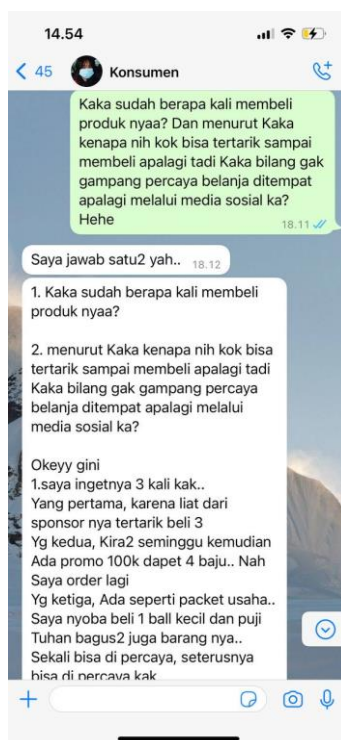 14.54
45
Konsumen
Kaka sudah berapa kali membeli
produk nyaa? Dan menurut Kaka
kenapa nih kok bisa tertarik sampai
membeli apalagi tadi Kaka bilang gak
gampang percaya belanja ditempat
apalagi melalui media sosial ka?
Hehe
18.11
Saya jawab satu2 yah..
18.12
1. Kaka sudah berapa kali membeli
produk nyaa?
2. menurut Kaka kenapa nih kok bisa
tertarik sampai membeli apalagi tadi
Kaka bilang gak gampang percaya
belanja ditempat apalagi melalui
media sosial ka?
Okeyy gini
1.saya ingetnya 3 kali kak..
Yang pertama, karena liat dari
sponsor nya tertarik beli 3
Yg kedua, Kira2 seminggu kemudian
Ada promo 100k dapet 4 baju.. Nah
Saya order lagi
Yg ketiga, Ada seperti packet usaha..
Saya nyoba beli 1 ball kecil dan puji
Tuhan bagus2 juga barang nya..
Sekali bisa di percaya, seterusnya
bisa di percaya kak